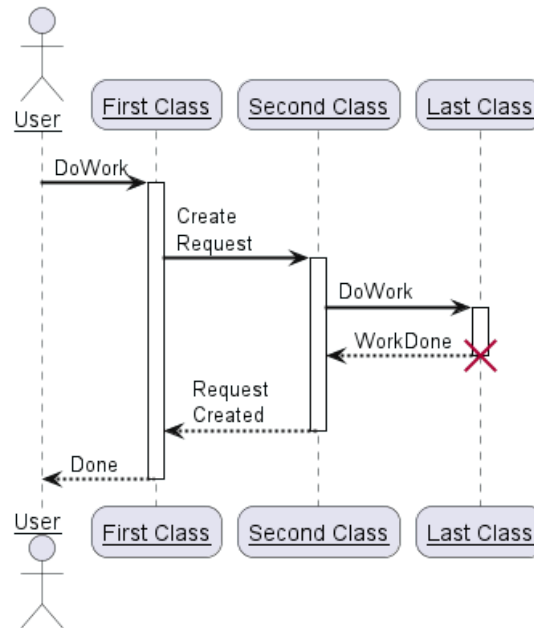 User
First Class
Second Class
Last Class
DoWork
Create
Request
DoWork
WorkDone
Request
Created
Done
User
First Class
Second Class
Last Class